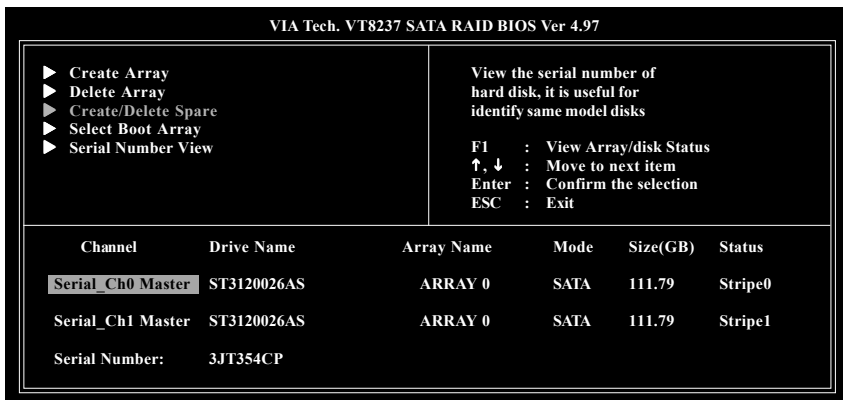 VIA Tech. VT8237 SATA RAID BIOS Ver 4.97
Create Array
Delete Array
Create/Delete Spare
Select Boot Array
Serial Number View
View the serial number of
hard disk, it is useful for
identify same model disks
F1 : View Array/disk Status
↑, ↓ : Move to next item
Enter : Confirm the selection
ESC : Exit
Channel Drive Name Array Name Mode Size(GB) Status
Serial_Ch0 Master ST3120026AS ARRAY 0 SATA 111.79 Stripe0
Serial_Ch1 Master ST3120026AS ARRAY 0 SATA 111.79 Stripe1
Serial Number: 3JT354CP